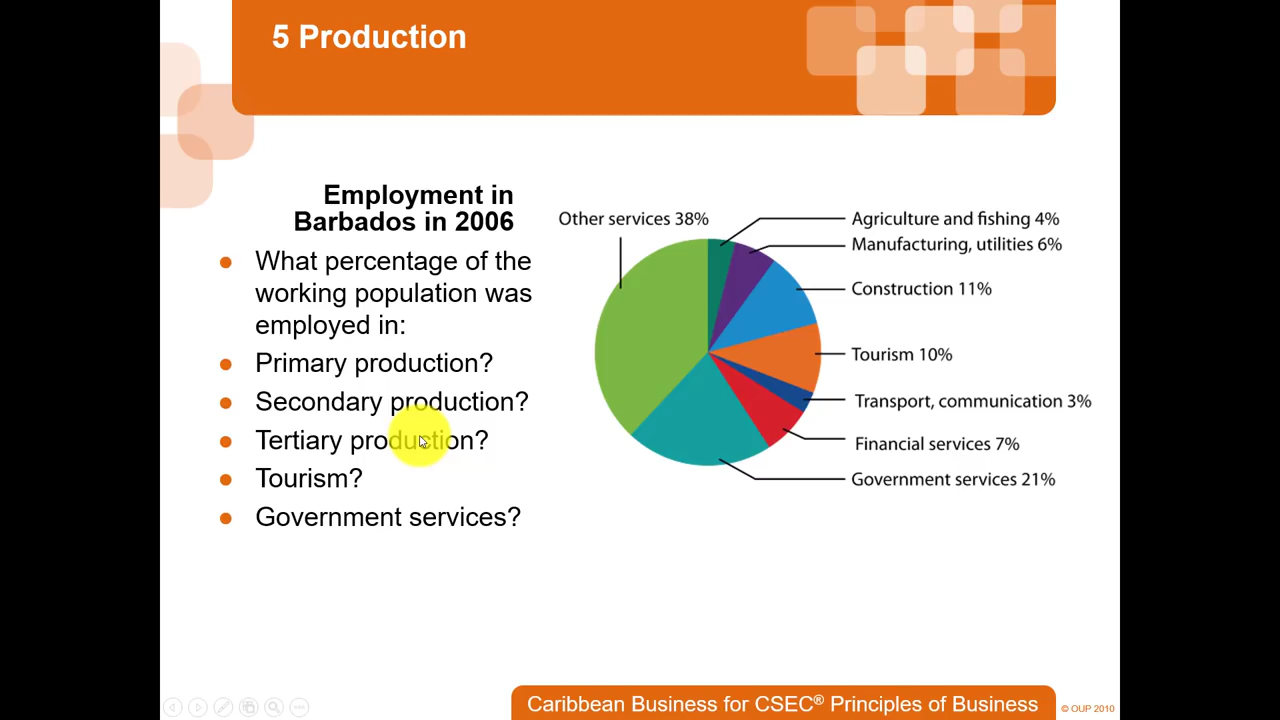 5 Production
Employment in
Barbados in 2006
What percentage of the
working population was
employed in:
Primary production?
Secondary production?
Tertiary production?
Tourism?
Government services?
Other services 38%
Agriculture and fishing 4%
Manufacturing, utilities 6%
Construction 11%
Tourism 10%
Transport, communication 3%
Financial services 7%
Government services 21%
Caribbean Business for CSEC® Principles of Business
© OUP 2010